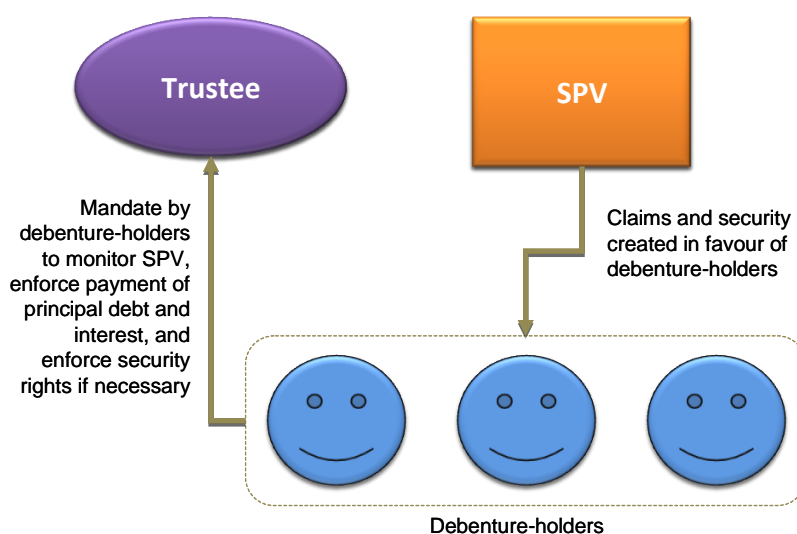 Trustee
SPV
Mandate by
debenture-holders
to monitor SPV,
enforce payment of
principal debt and
interest, and
enforce security
rights if necessary
Claims and security
created in favour of
debenture-holders
Debenture-holders